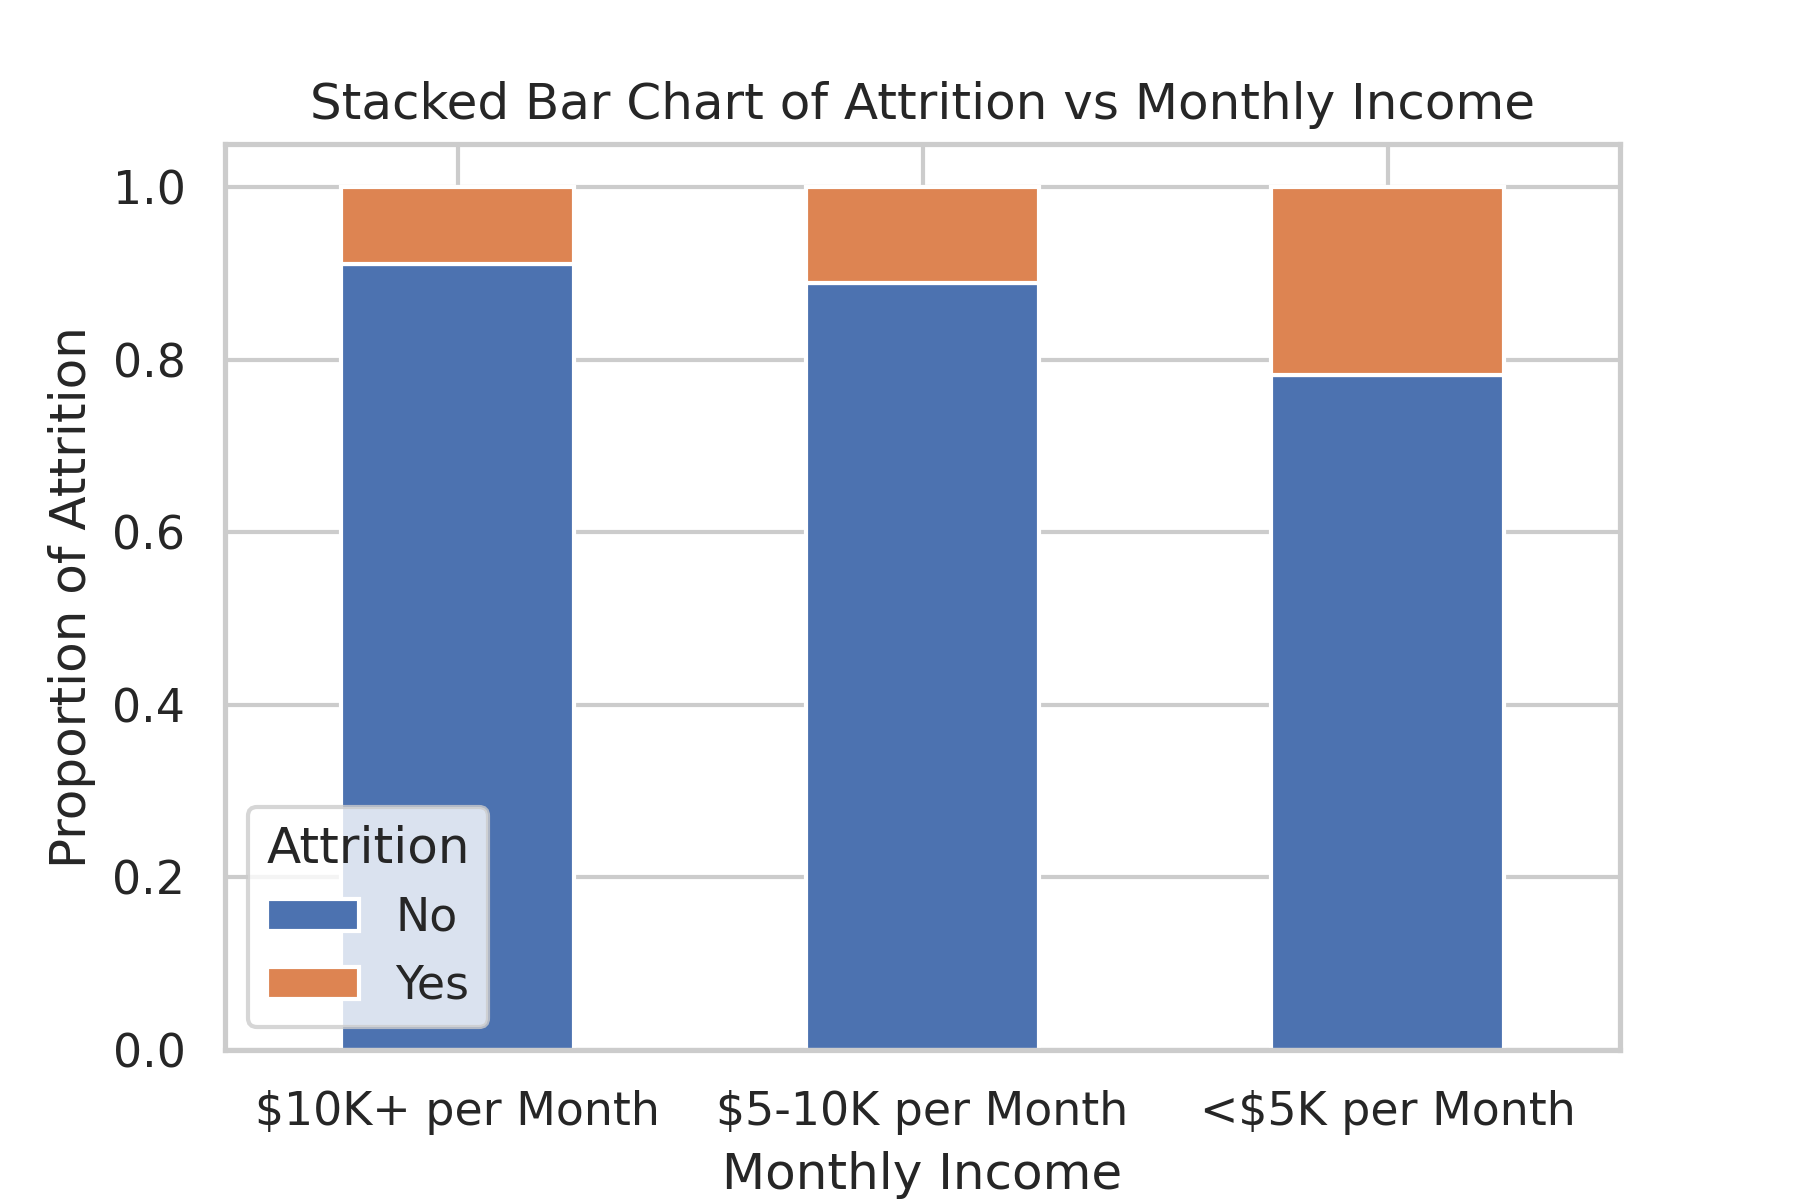 Stacked Bar Chart of Attrition vs Monthly Income
Proportion of Attrition
1.0
0.8
0.6
0.4
0.2
0.0
Attrition
No
Yes
$10K+ per Month
$5-10K per Month
<$5K per Month
Monthly Income